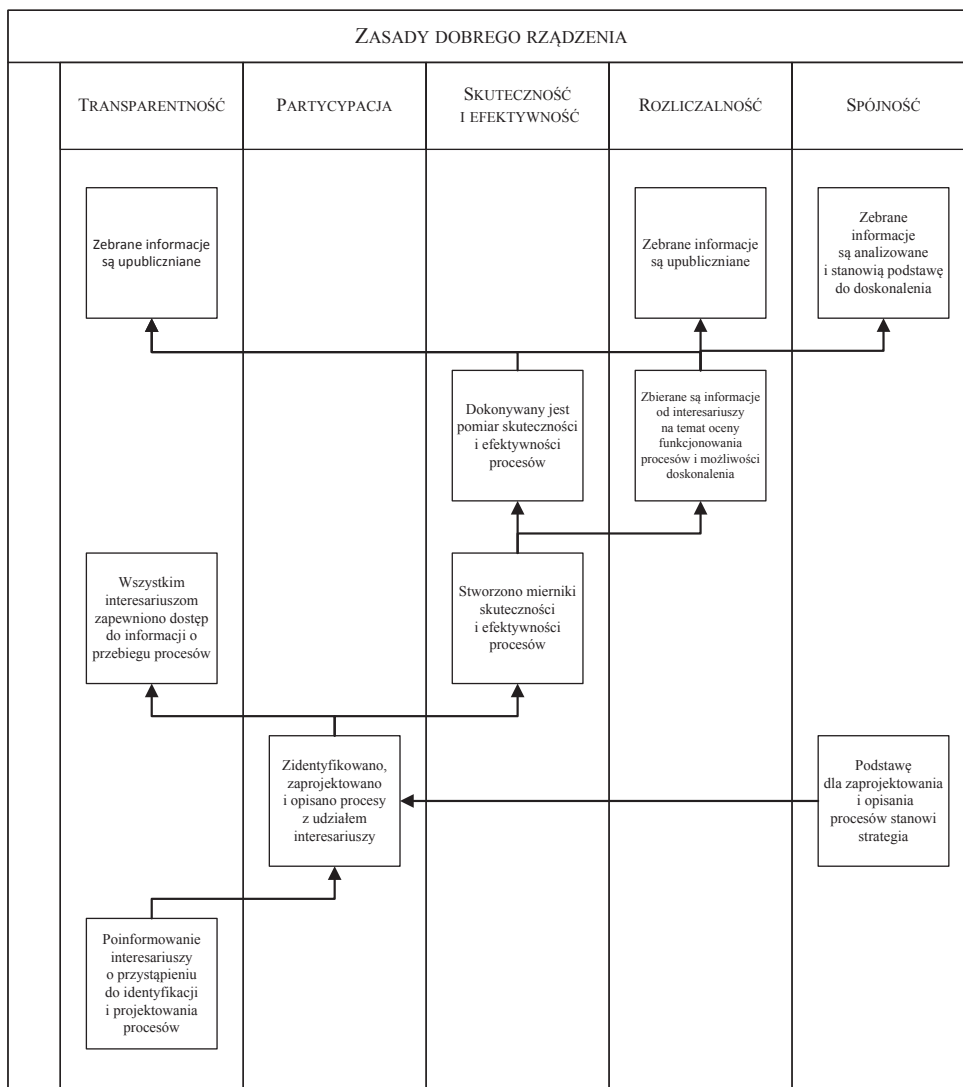 ZASADY DOBREGO RZĄDZENIA
TRANSPARENTNOŚĆ
PARTYCYPACJA
SKUTECZNOŚĆ
I EFEKTYWNOŚĆ
ROZLICZALNOŚĆ
SPÓJNOŚĆ
Zebrane informacje
są upubliczniane
Zebrane informacje
są upubliczniane
Zebrane
informacje
są analizowane
i stanowią podstawę
do doskonalenia
Dokonywany jest
pomiar skuteczności
i efektywności
procesów
Zbierane są informacje
od interesariuszy
na temat oceny
funkcjonowania
procesów i możliwości
doskonalenia
Wszystkim
interesariuszom
zapewniono dostęp
do informacji o
przebiegu procesów
Stworzono mierniki
skuteczności
i efektywności
procesów
Zidentyfikowano,
zaprojektowano
i opisano procesy
z udziałem
interesariuszy
Podstawę
dla zaprojektowania
i opisania
procesów stanowi
strategia
Poinformowanie
interesariuszy
o przystąpieniu
do identyfikacji
i projektowania
procesów